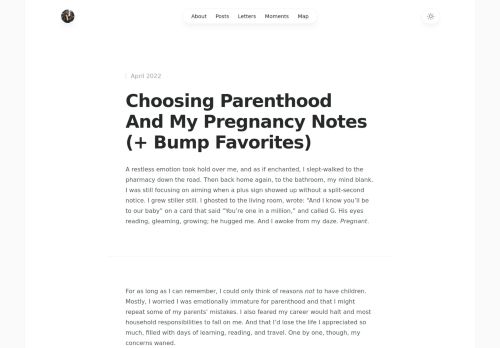 About Posts Letters Moments Map
April 2022
Choosing Parenthood
And My Pregnancy Notes
(+ Bump Favorites)
A restless emotion took hold over me, and as if enchanted, I slept-walked to the
pharmacy down the road. Then back home again, to the bathroom, my mind blank.
I was still focusing on aiming when a plus sign showed up without a split-second
notice. I grew stiller still. I ghosted to the living room, wrote: “And I know you’ll be
to our baby” on a card that said “You’re one in a million,” and called G. His eyes
reading, gleaming, growing; he hugged me. And I awoke from my daze. Pregnant.
For as long as I can remember, I could only think of reasons not to have children.
Mostly, I worried I was emotionally immature for parenthood and that I might
repeat some of my parents’ mistakes. I also feared my career would halt and most
household responsibilities to fall on me. And that I’d lose the life I appreciated so
much, filled with days of learning, reading, and travel. One by one, though, my
concerns waned.